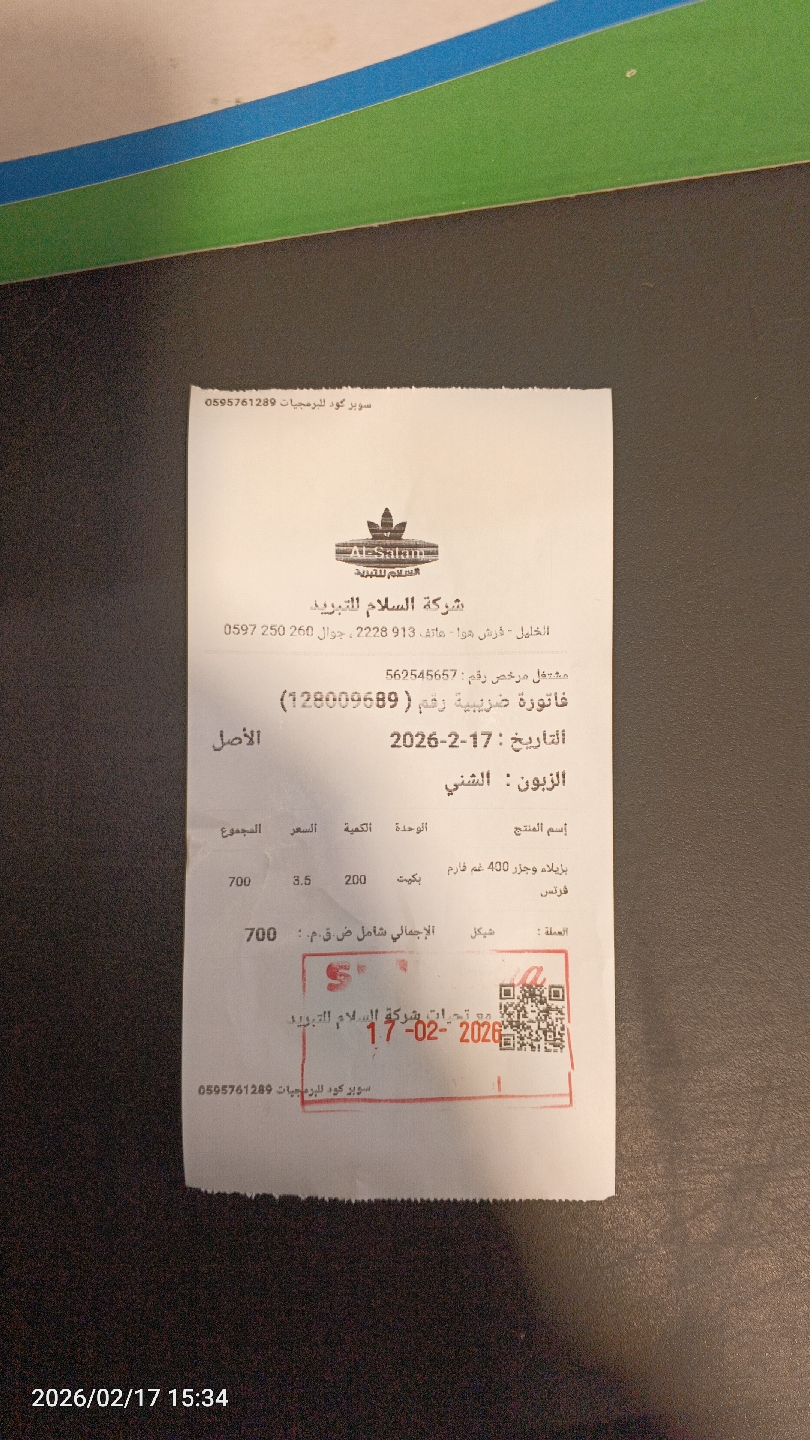 سوبر كود للبرمجيات 0595761289
Al-Salam
السلام للتبريد
شركة السلام للتبريد
الخليل - فرش هوا - هاتف 913 2228 ، جوال 260 250 0597
مشتغل مرخص رقم : 562545657
فاتورة ضريبية رقم ( 128009689)
التاريخ : 17-2-2026 الأصل
الزبون : الشني
إسم المنتج الوحدة الكمية السعر المجموع
بزيلاء وجزر 400 غم فارم فرتس بكيت 200 3.5 700
العملة : شيكل الإجمالي شامل ض.ق.م. : 700
مع تحيات شركة السلام للتبريد
17-02-2026
سوبر كود للبرمجيات 0595761289
2026/02/17 15:34